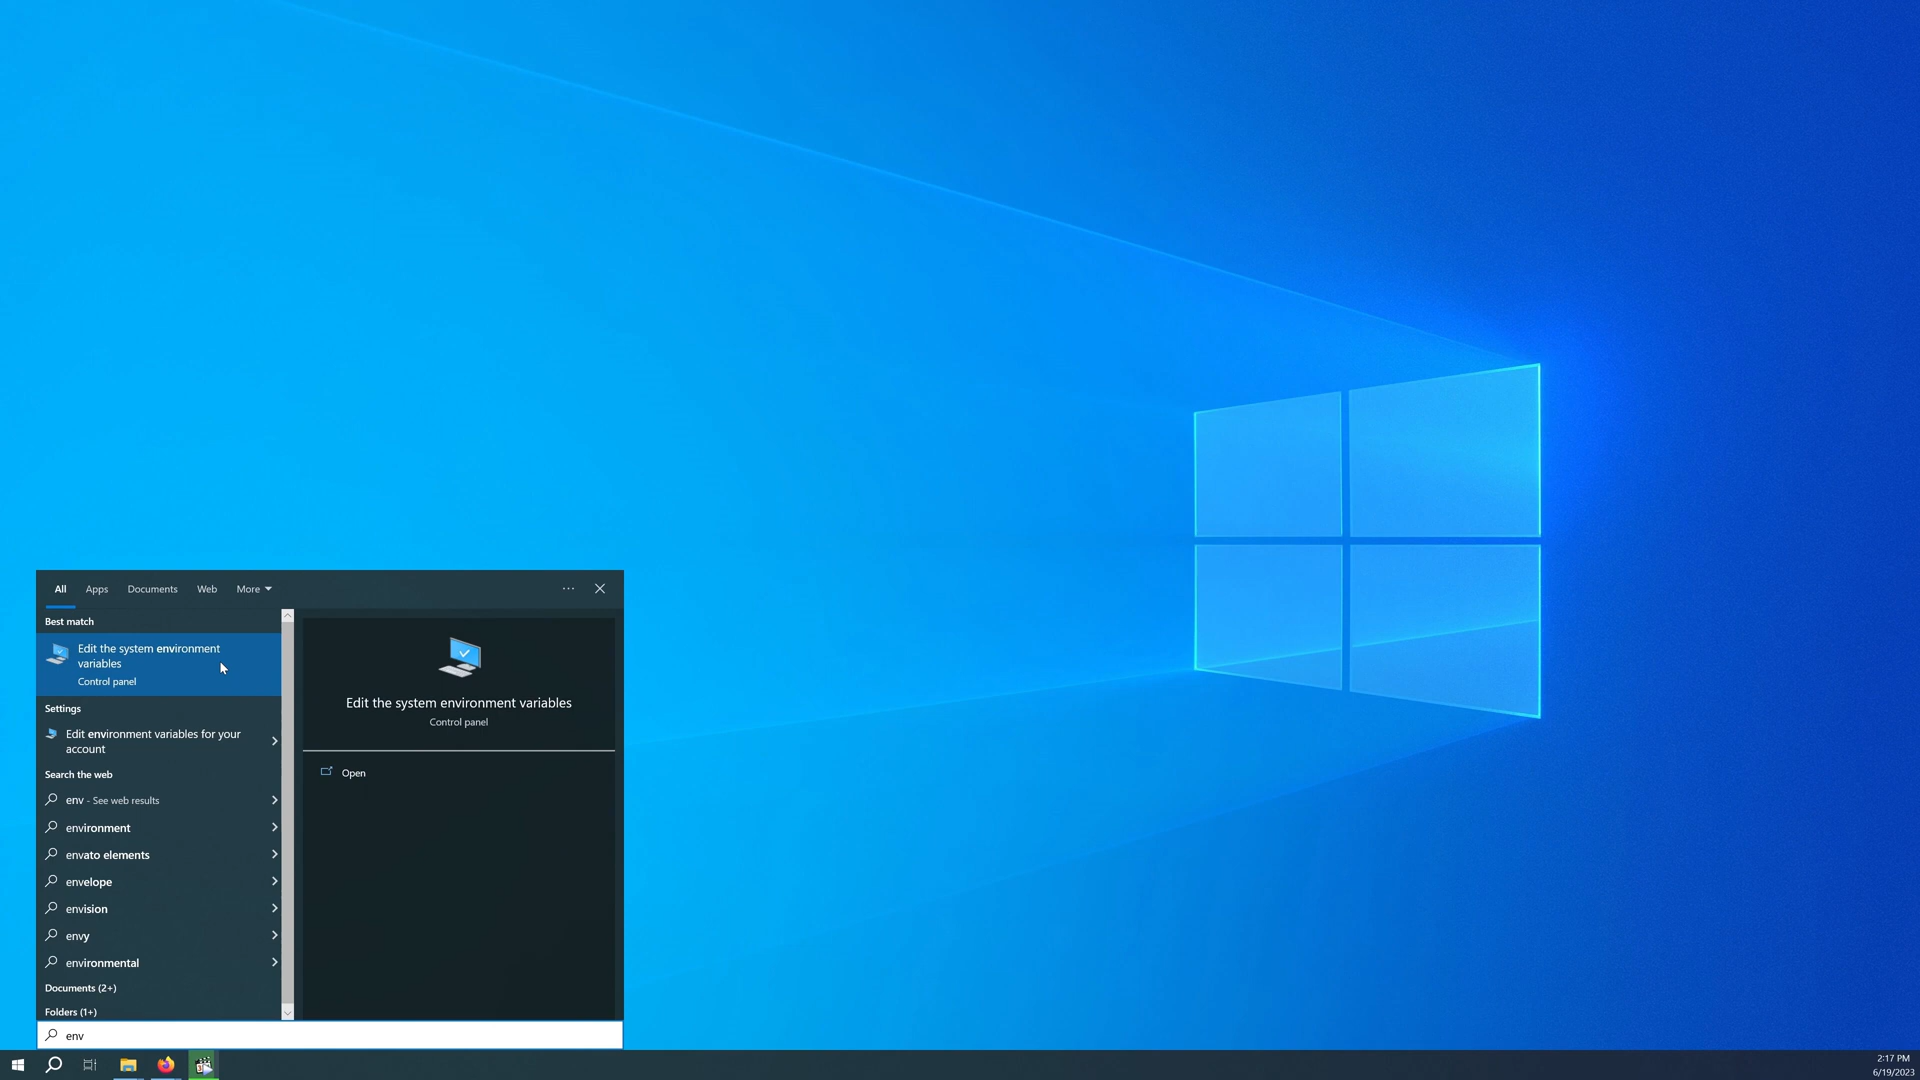 All Apps Documents Web More
Best match
Edit the system environment
variables
Control panel
Settings
Edit environment variables for your
account
Search the web
env - See web results
environment
envato elements
envelope
envision
envy
environmental
Documents (2+)
Folders (1+)
Edit the system environment variables
Control panel
Open
env
2:17 PM
6/19/2023